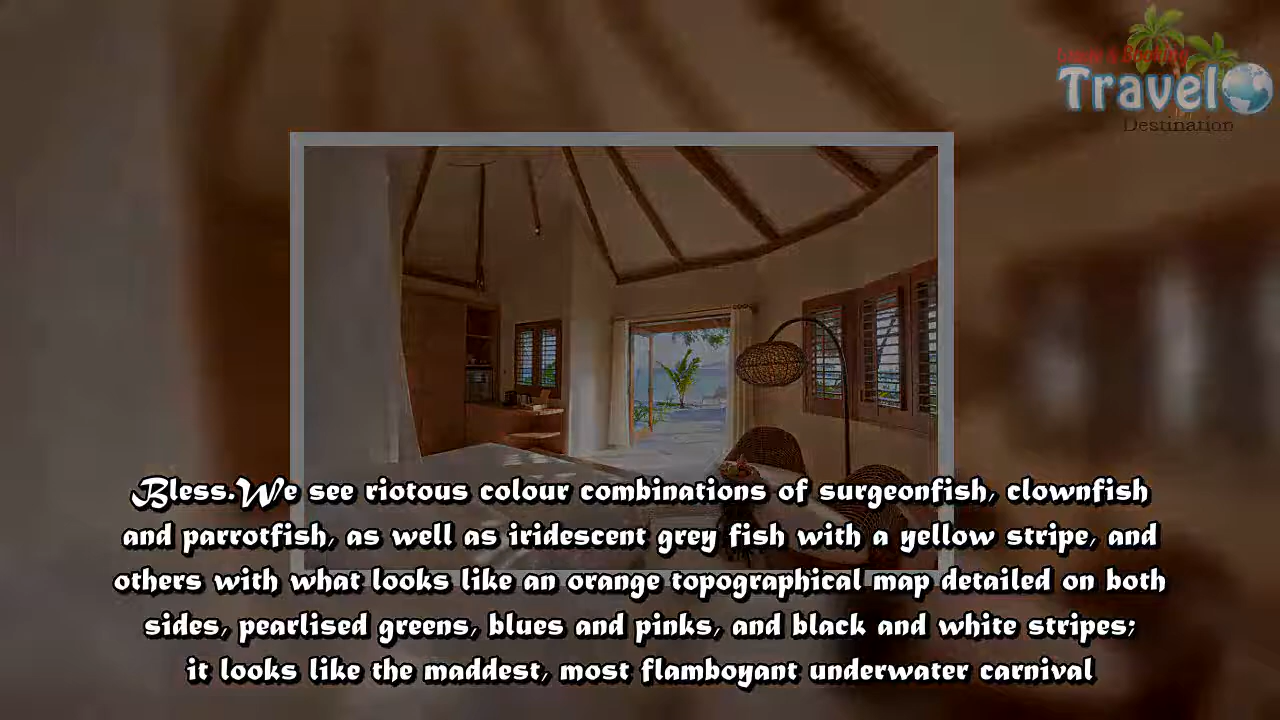 Guide & Booking
Travel
Destination
Bless.We see riotous colour combinations of surgeonfish, clownfish
and parrotfish, as well as iridescent grey fish with a yellow stripe, and
others with what looks like an orange topographical map detailed on both
sides, pearlised greens, blues and pinks, and black and white stripes;
it looks like the maddest, most flamboyant underwater carnival